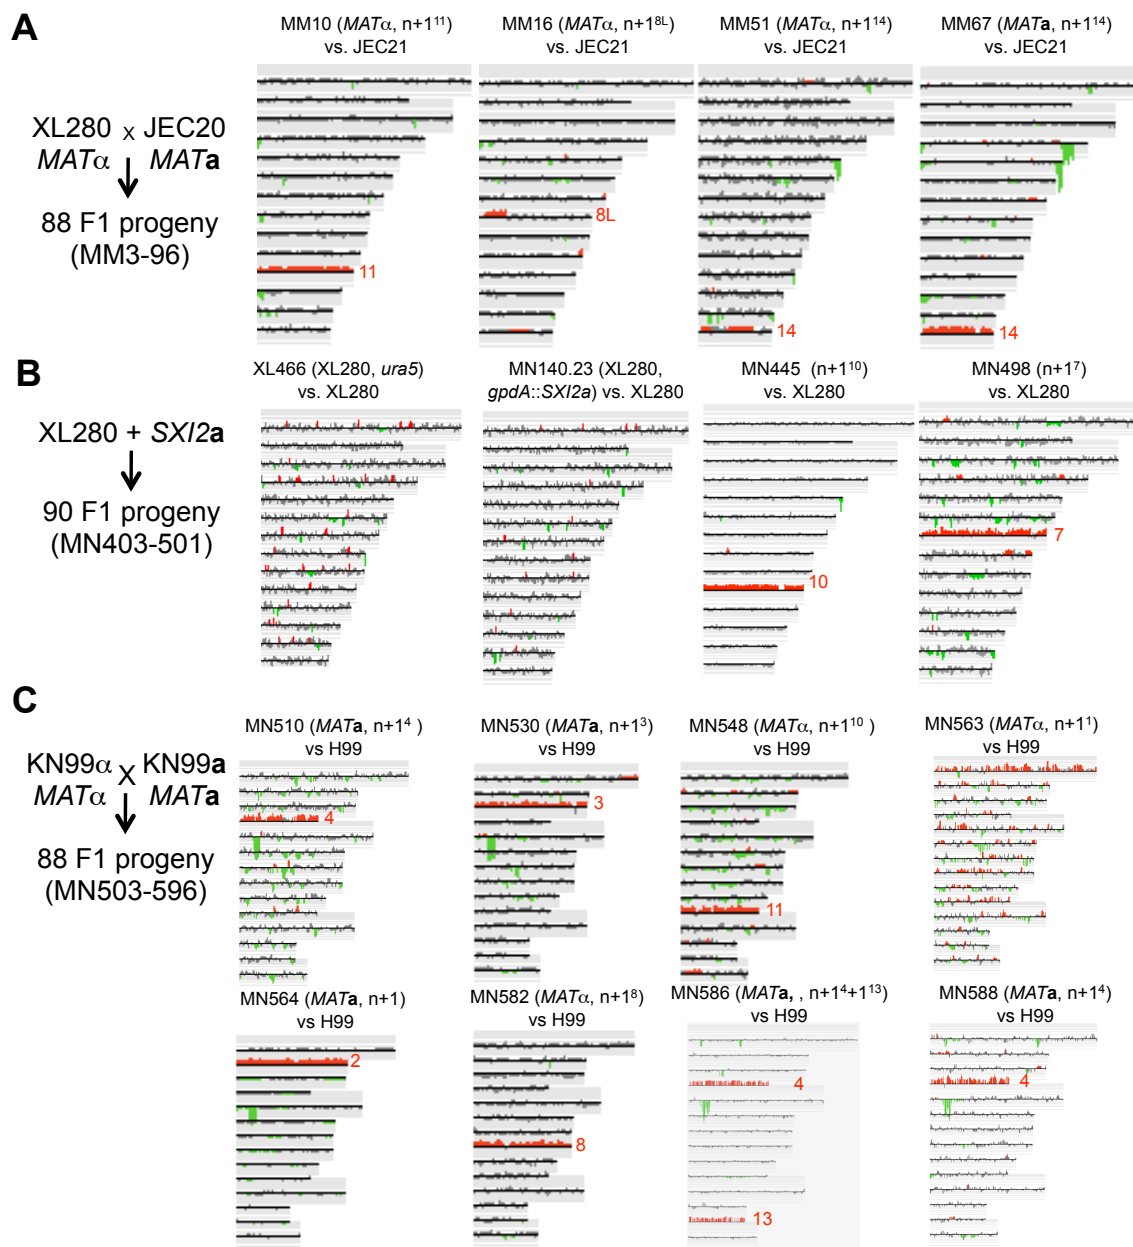 A
MM10 (MATα, n+1¹¹)
vs. JEC21
MM16 (MATα, n+1⁸ᴸ)
vs. JEC21
MM51 (MATα, n+1¹⁴)
vs. JEC21
MM67 (MATa, n+1¹⁴)
vs. JEC21
XL280 x JEC20
MATα MATa
88 F1 progeny
(MM3-96)
11
8L
14
14
B
XL466 (XL280, ura5)
vs. XL280
MN140.23 (XL280,
gpdA::SXI2a) vs. XL280
MN445 (n+1¹⁰)
vs. XL280
MN498 (n+1⁷)
vs. XL280
XL280 + SXI2a
90 F1 progeny
(MN403-501)
10
7
C
MN510 (MATa, n+1⁴ )
vs H99
MN530 (MATa, n+1³)
vs H99
MN548 (MATα, n+1¹⁰ )
vs H99
MN563 (MATα, n+1¹)
vs H99
KN99α X KN99a
MATα MATa
88 F1 progeny
(MN503-596)
4
3
11
MN564 (MATa, n+1)
vs H99
MN582 (MATα, n+1⁸)
vs H99
MN586 (MATa, , n+1⁴+1¹³)
vs H99
MN588 (MATa, n+1⁴)
vs H99
2
8
4
13
4